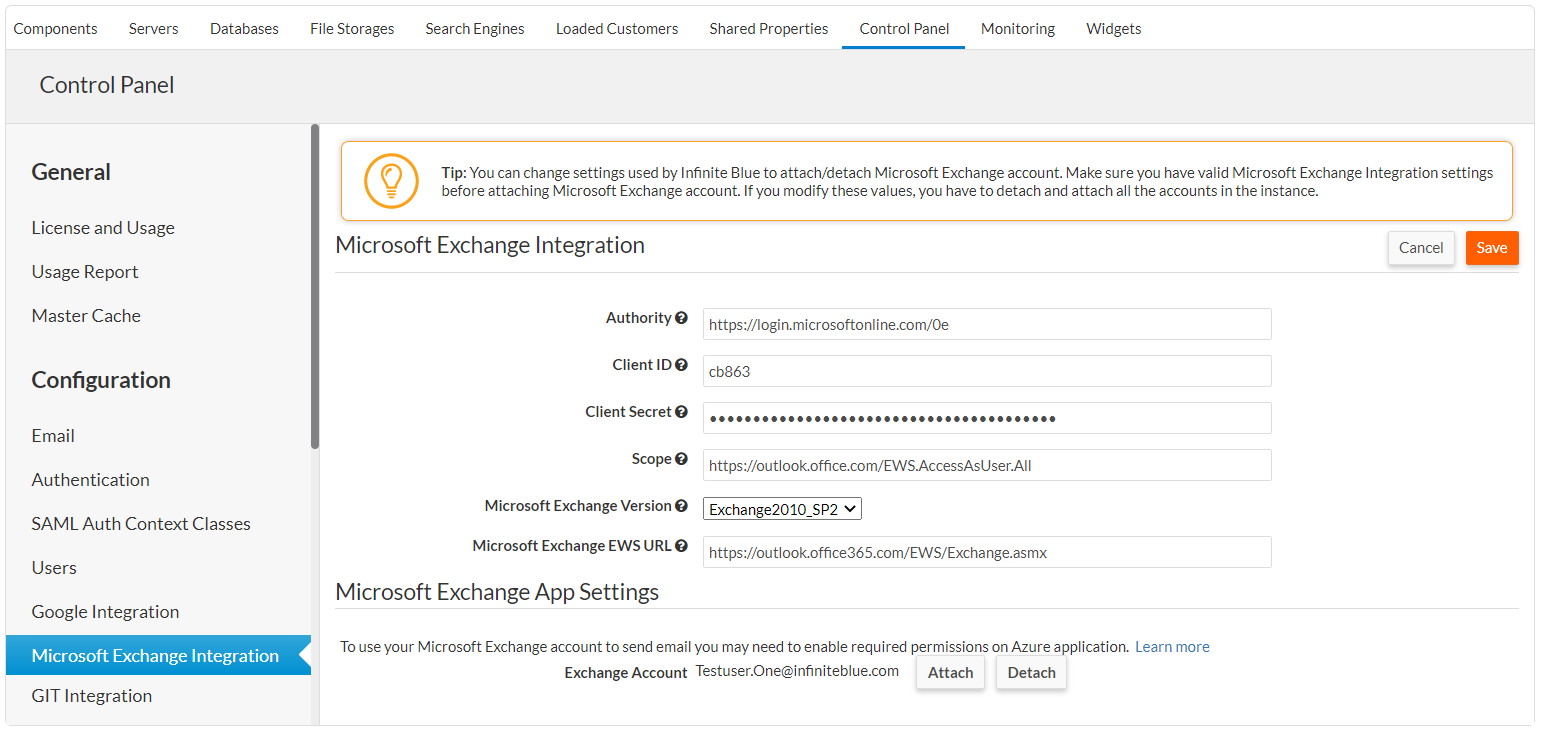 Components Servers Databases File Storages Search Engines Loaded Customers Shared Properties Control Panel Monitoring Widgets
Control Panel
General
License and Usage
Usage Report
Master Cache
Configuration
Email
Authentication
SAML Auth Context Classes
Users
Google Integration
Microsoft Exchange Integration
GIT Integration
Tip: You can change settings used by Infinite Blue to attach/detach Microsoft Exchange account. Make sure you have valid Microsoft Exchange Integration settings
before attaching Microsoft Exchange account. If you modify these values, you have to detach and attach all the accounts in the instance.
Microsoft Exchange Integration Cancel Save
Authority https://login.microsoftonline.com/0e
Client ID cb863
Client Secret ••••••••••••••••••••••••••••••••••••••••
Scope https://outlook.office.com/EWS.AccessAsUser.All
Microsoft Exchange Version Exchange2010_SP2
Microsoft Exchange EWS URL https://outlook.office365.com/EWS/Exchange.asmx
Microsoft Exchange App Settings
To use your Microsoft Exchange account to send email you may need to enable required permissions on Azure application. Learn more
Exchange Account Testuser.One@infiniteblue.com Attach Detach